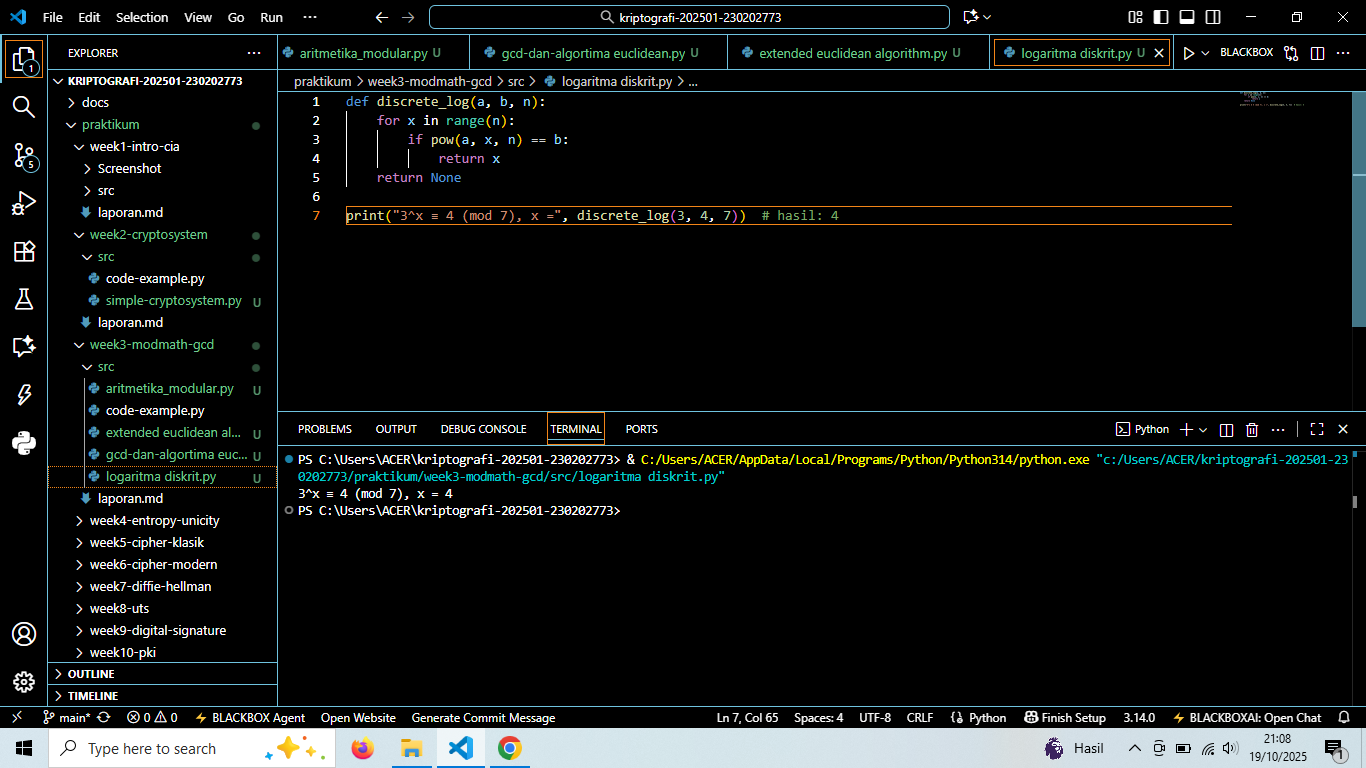 File Edit Selection View Go Run ...
kriptografi-202501-230202773
EXPLORER ...
KRIPTOGRAFI-202501-230202773
docs
praktikum
week1-intro-cia
Screenshot
src
laporan.md
week2-cryptosystem
src
code-example.py
simple-cryptosystem.py U
laporan.md
week3-modmath-gcd
src
aritmetika_modular.py U
code-example.py
extended euclidean al... U
gcd-dan-algortima euc... U
logaritma diskrit.py U
laporan.md
week4-entropy-unicity
week5-cipher-klasik
week6-cipher-modern
week7-diffie-hellman
week8-uts
week9-digital-signature
week10-pki
OUTLINE
TIMELINE
1
5
aritmetika_modular.py U gcd-dan-algortima euclidean.py U extended euclidean algorithm.py U logaritma diskrit.py U BLACKBOX ...
praktikum > week3-modmath-gcd > src > logaritma diskrit.py > ...
1 def discrete_log(a, b, n):
2 for x in range(n):
3 if pow(a, x, n) == b:
4 return x
5 return None
6
7 print("3^x ≡ 4 (mod 7), x =", discrete_log(3, 4, 7)) # hasil: 4
PROBLEMS OUTPUT DEBUG CONSOLE TERMINAL PORTS Python ...
PS C:\Users\ACER\kriptografi-202501-230202773> & C:/Users/ACER/AppData/Local/Programs/Python/Python314/python.exe "c:/Users/ACER/kriptografi-202501-23
0202773/praktikum/week3-modmath-gcd/src/logaritma diskrit.py"
3^x ≡ 4 (mod 7), x = 4
PS C:\Users\ACER\kriptografi-202501-230202773>
main* 0 0 BLACKBOX Agent Open Website Generate Commit Message Ln 7, Col 65 Spaces: 4 UTF-8 CRLF Python Finish Setup 3.14.0 BLACKBOXAI: Open Chat
Type here to search Hasil 21:08
19/10/2025
1